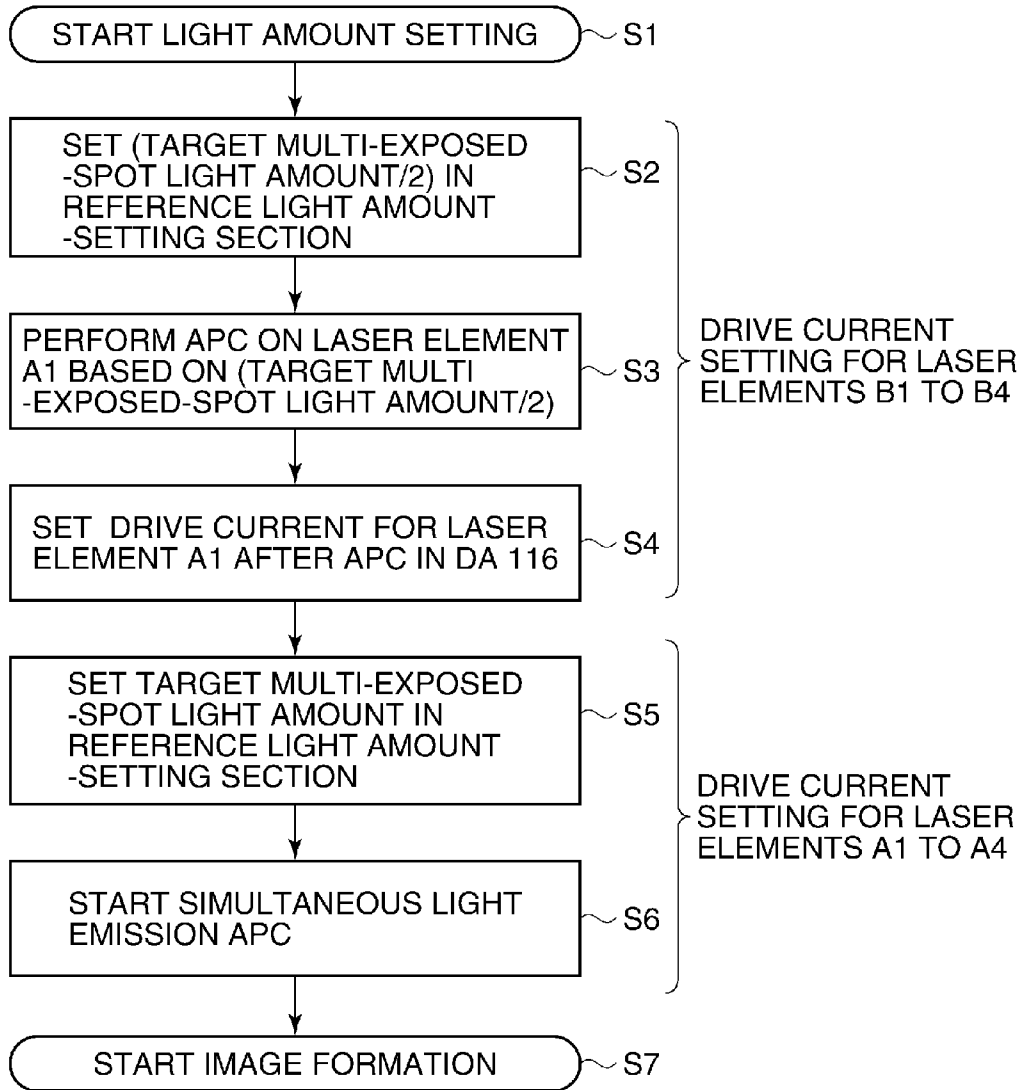 START LIGHT AMOUNT SETTING
S1
SET (TARGET MULTI-EXPOSED
-SPOT LIGHT AMOUNT/2) IN
REFERENCE LIGHT AMOUNT
-SETTING SECTION
S2
PERFORM APC ON LASER ELEMENT
A1 BASED ON (TARGET MULTI
-EXPOSED-SPOT LIGHT AMOUNT/2)
S3
SET DRIVE CURRENT FOR LASER
ELEMENT A1 AFTER APC IN DA 116
S4
DRIVE CURRENT
SETTING FOR LASER
ELEMENTS B1 TO B4
SET TARGET MULTI-EXPOSED
-SPOT LIGHT AMOUNT IN
REFERENCE LIGHT AMOUNT
-SETTING SECTION
S5
START SIMULTANEOUS LIGHT
EMISSION APC
S6
DRIVE CURRENT
SETTING FOR LASER
ELEMENTS A1 TO A4
START IMAGE FORMATION
S7